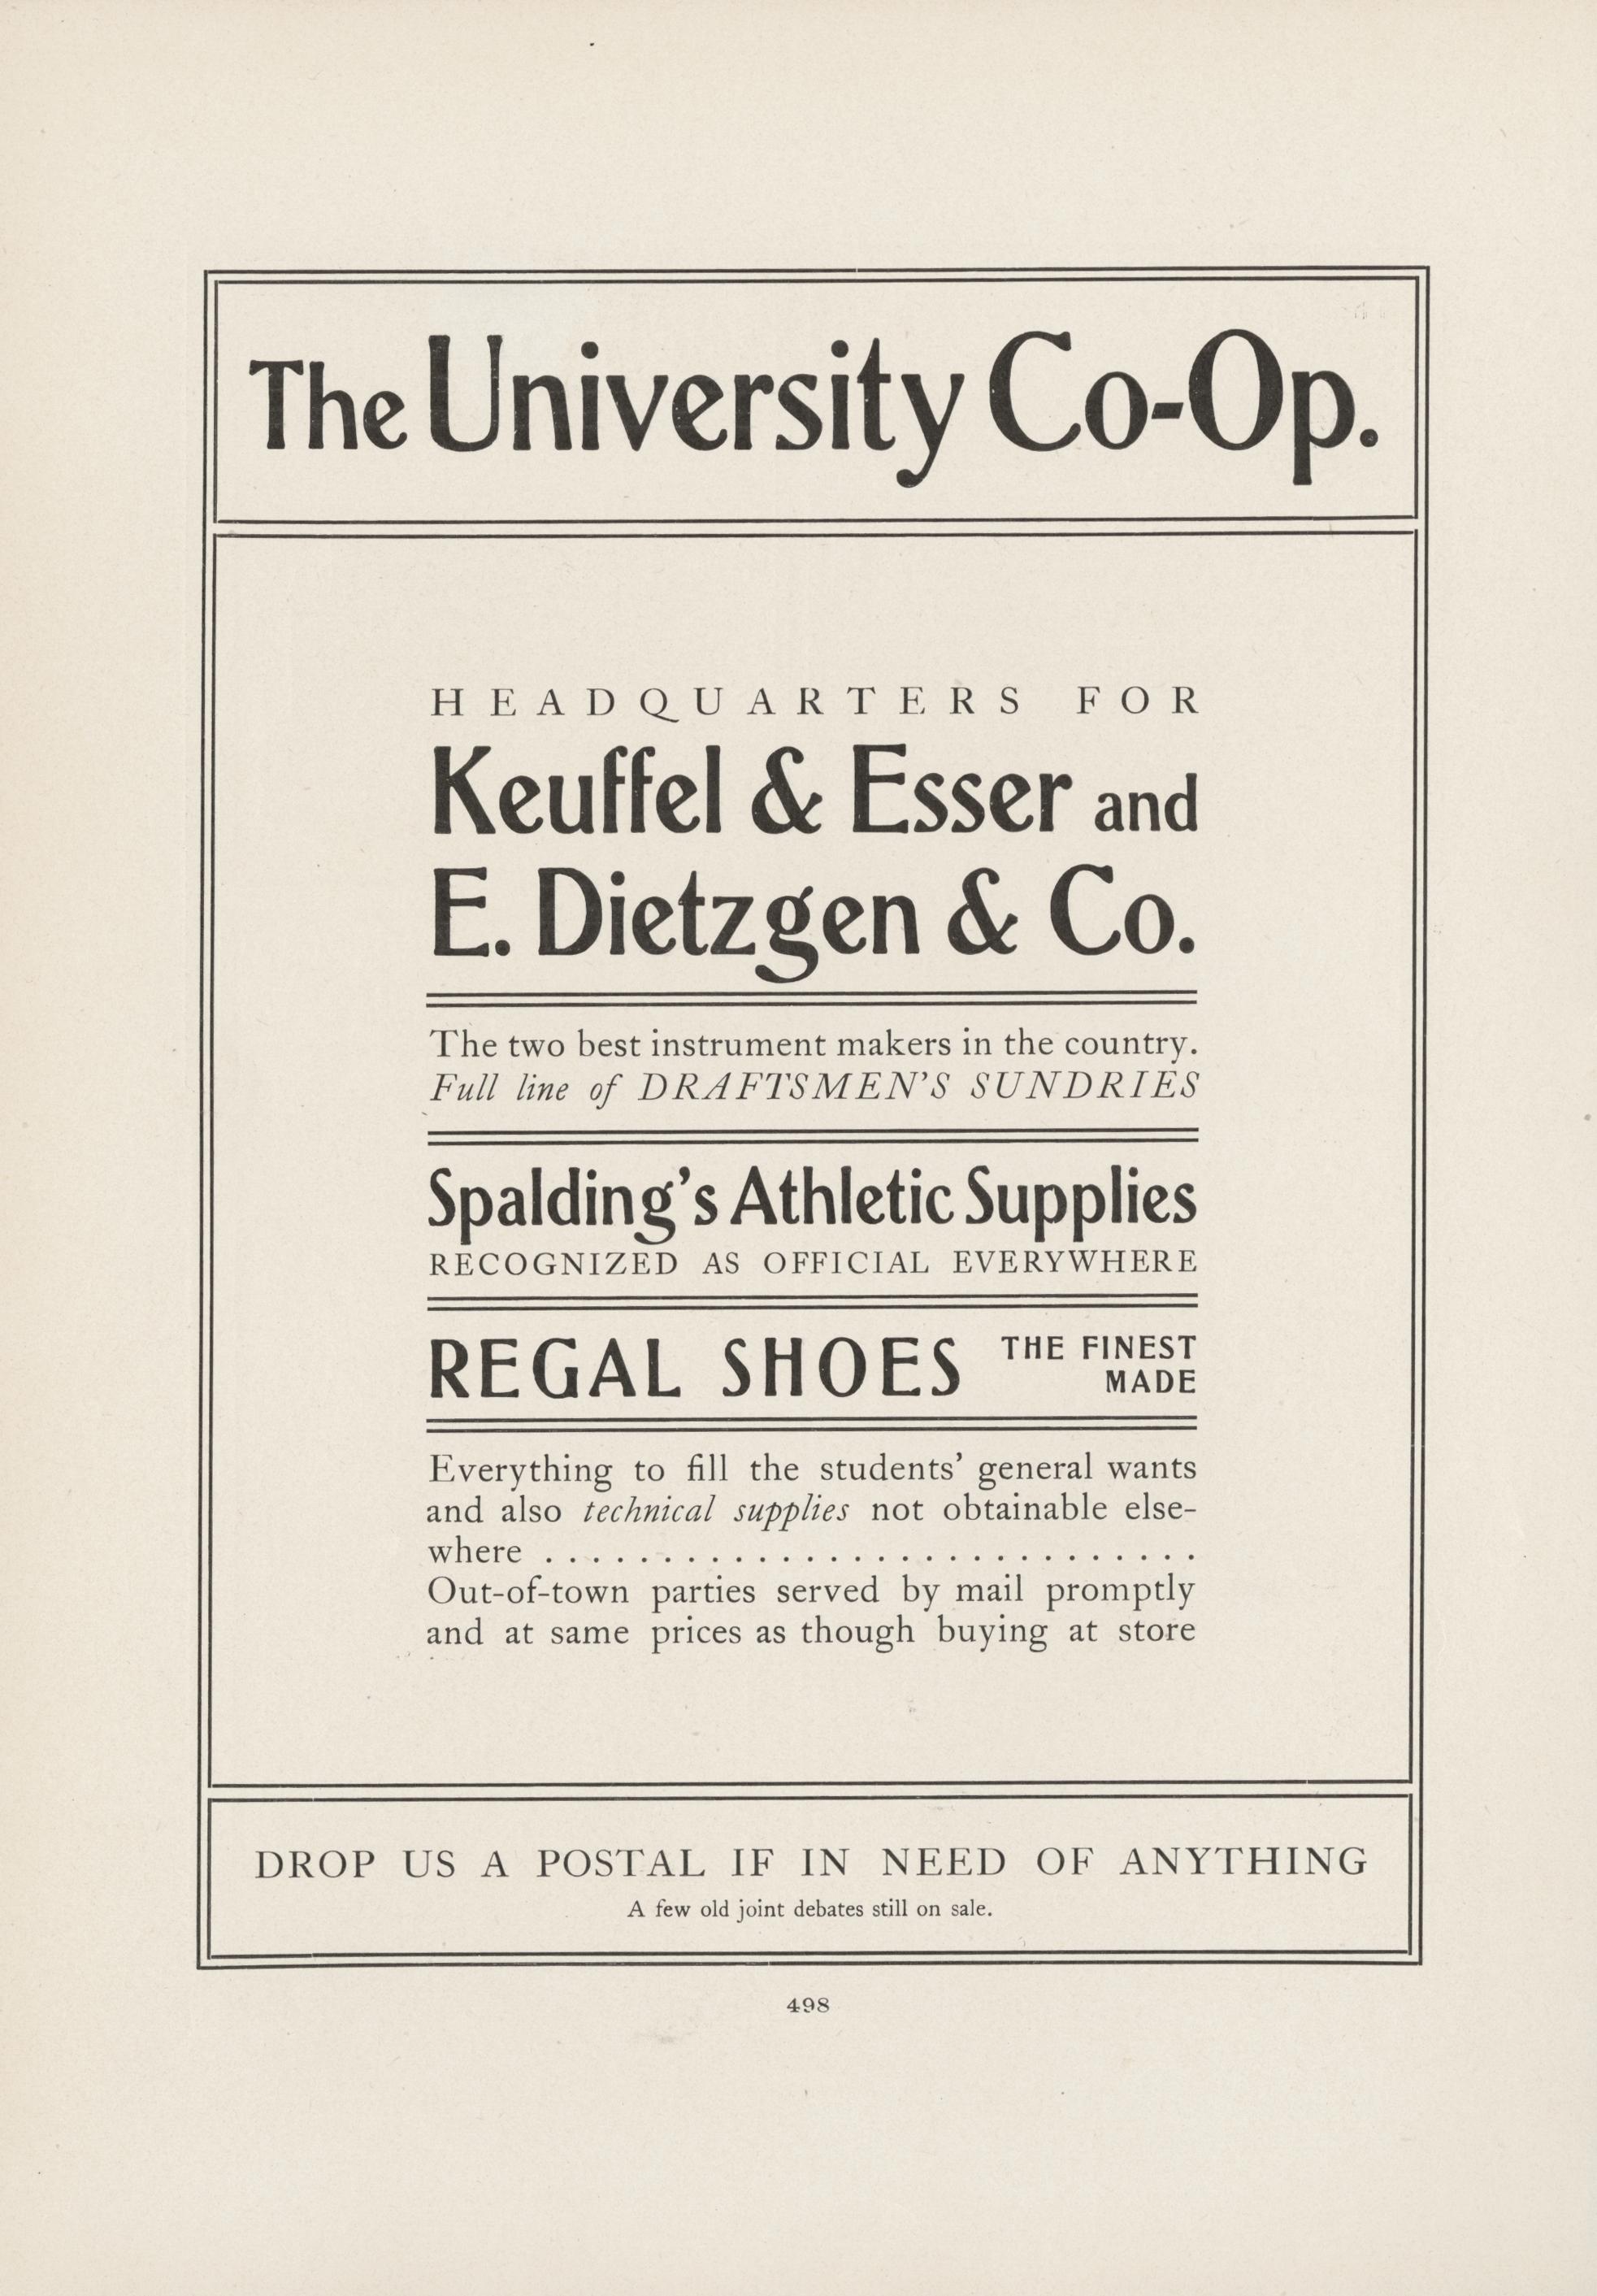 The University Co-Op.
HEADQUARTERS FOR
Keuffel & Esser and
E. Dietzgen & Co.
The two best instrument makers in the country.
Full line of DRAFTSMEN'S SUNDRIES
Spalding's Athletic Supplies
RECOGNIZED AS OFFICIAL EVERYWHERE
REGAL SHOES THE FINEST
MADE
Everything to fill the students' general wants
and also technical supplies not obtainable else-
where . . . . . . . . . . . . . . . . . . . . . . . . . . . .
Out-of-town parties served by mail promptly
and at same prices as though buying at store
DROP US A POSTAL IF IN NEED OF ANYTHING
A few old joint debates still on sale.
498